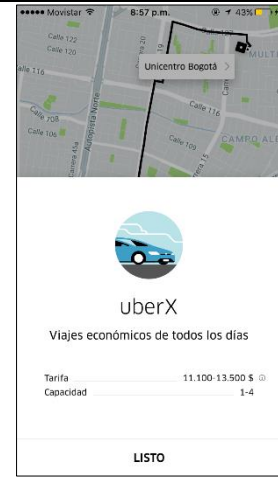 Movistar 8:57 p.m. 43%
Calle 122
Calle 120
Unicentro Bogotá >
Calle 116
Calle 116
Calle 108
Calle 106
Calle 109
Autopista Norte
CAMPO ALE
uberX
Viajes económicos de todos los días
Tarifa 11.100-13.500 $
Capacidad 1-4
LISTO